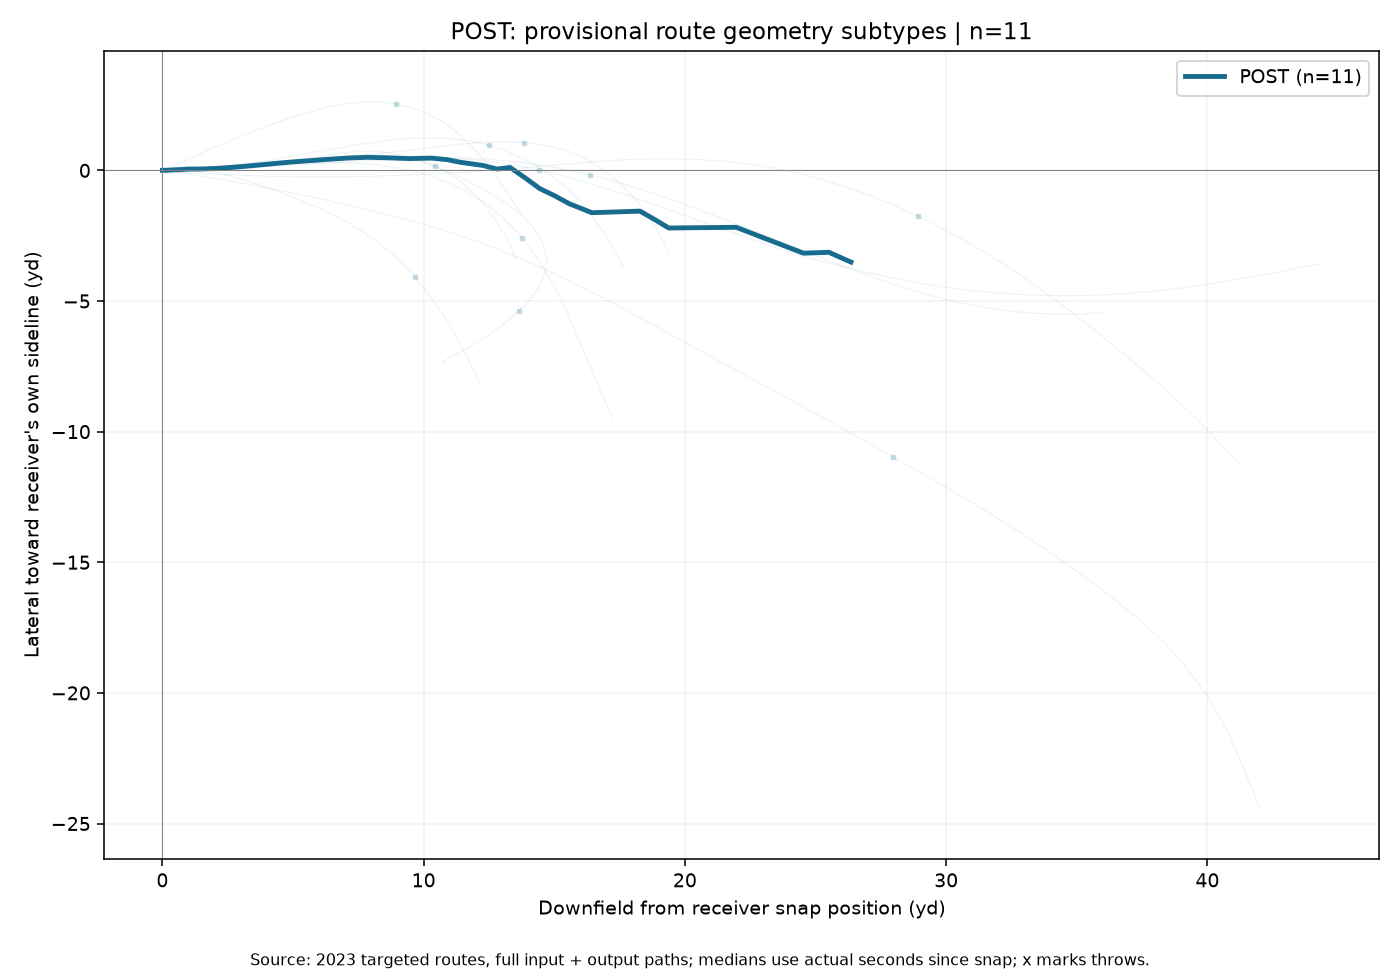 POST: provisional route geometry subtypes | n=11
POST (n=11)
Lateral toward receiver's own sideline (yd)
0
−5
−10
−15
−20
−25
0 10 20 30 40
Downfield from receiver snap position (yd)
Source: 2023 targeted routes, full input + output paths; medians use actual seconds since snap; x marks throws.